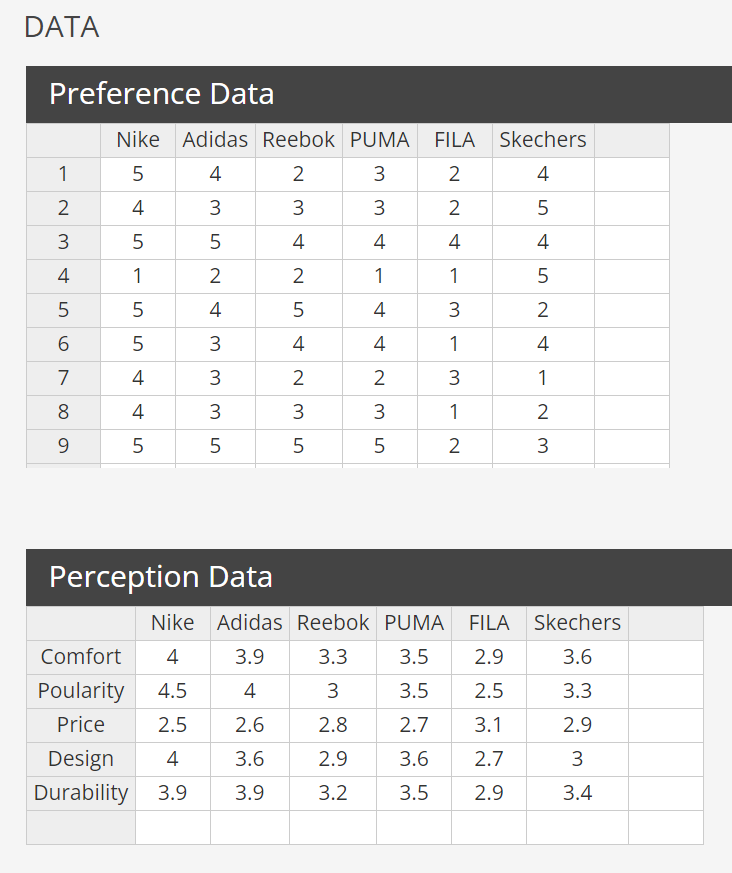 DATA
Preference Data
Nike Adidas Reebok PUMA FILA Skechers
1 5 4 2 3 2 4
2 4 3 3 3 2 5
3 5 5 4 4 4 4
4 1 2 2 1 1 5
5 5 4 5 4 3 2
6 5 3 4 4 1 4
7 4 3 2 2 3 1
8 4 3 3 3 1 2
9 5 5 5 5 2 3
Perception Data
Nike Adidas Reebok PUMA FILA Skechers
Comfort 4 3.9 3.3 3.5 2.9 3.6
Poularity 4.5 4 3 3.5 2.5 3.3
Price 2.5 2.6 2.8 2.7 3.1 2.9
Design 4 3.6 2.9 3.6 2.7 3
Durability 3.9 3.9 3.2 3.5 2.9 3.4